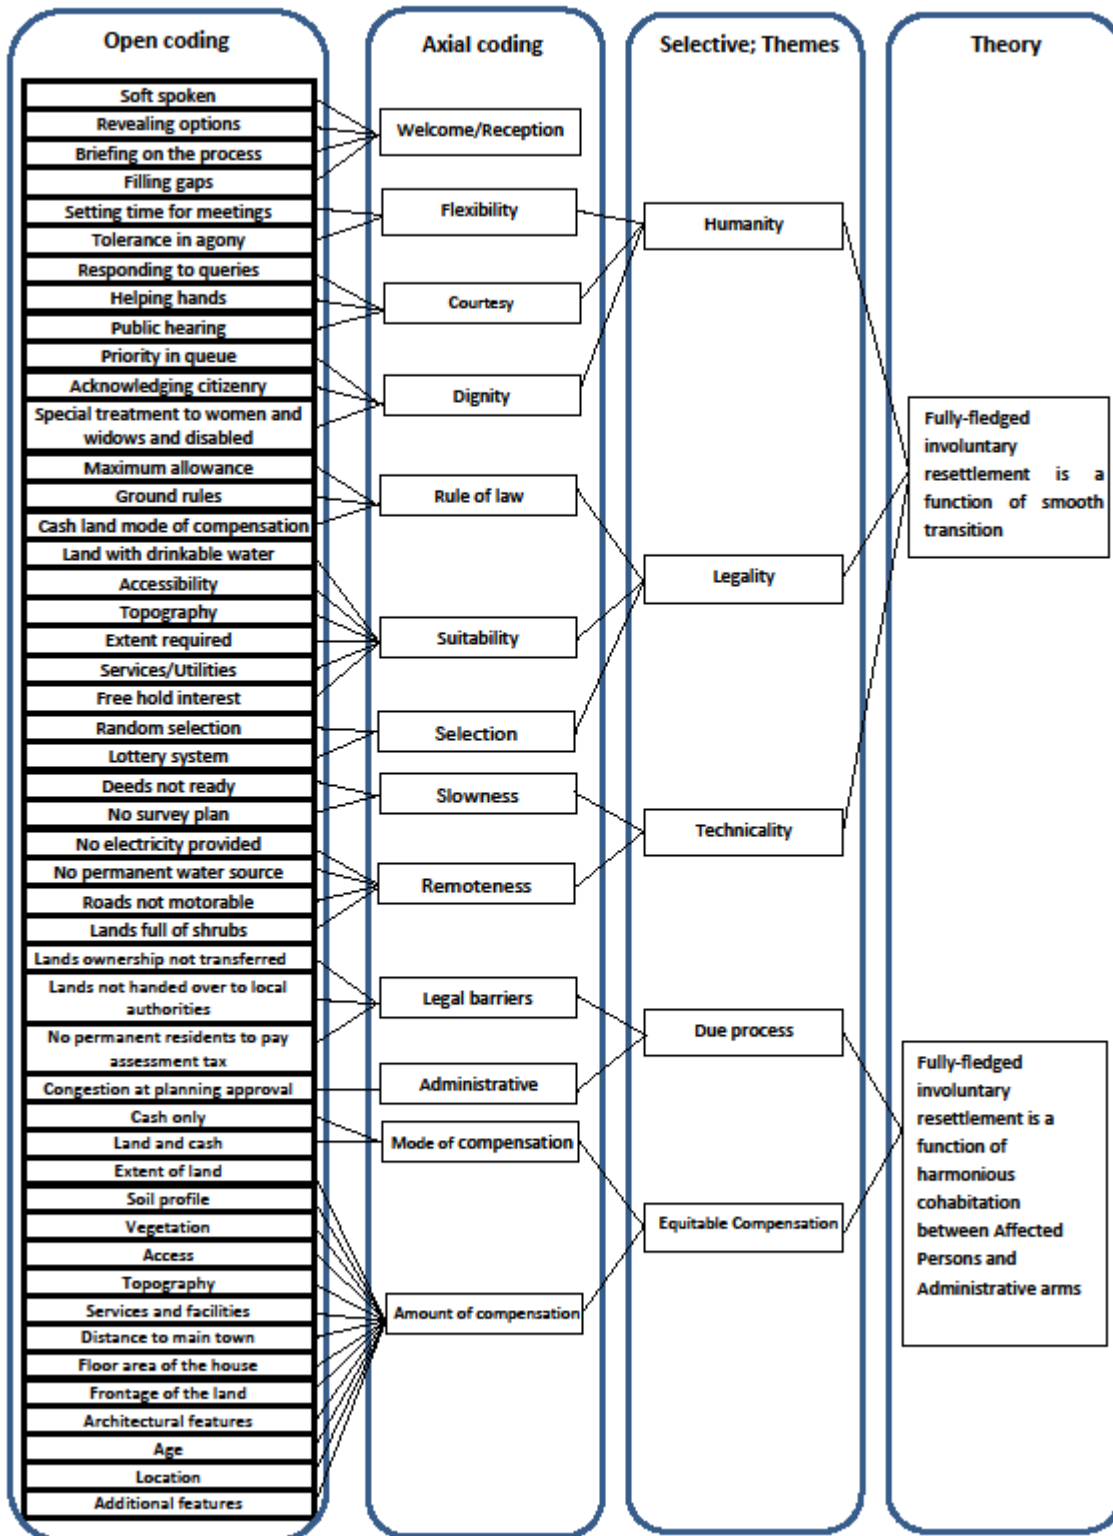 Open coding
Soft spoken
Revealing options
Briefing on the process
Filling gaps
Setting time for meetings
Tolerance in agony
Responding to queries
Helping hands
Public hearing
Priority in queue
Acknowledging citizenry
Special treatment to women and
widows and disabled
Maximum allowance
Ground rules
Cash land mode of compensation
Land with drinkable water
Accessibility
Topography
Extent required
Services/Utilities
Free hold interest
Random selection
Lottery system
Deeds not ready
No survey plan
No electricity provided
No permanent water source
Roads not motorable
Lands full of shrubs
Lands ownership not transferred
Lands not handed over to local
authorities
No permanent residents to pay
assessment tax
Congestion at planning approval
Cash only
Land and cash
Extent of land
Soil profile
Vegetation
Access
Topography
Services and facilities
Distance to main town
Floor area of the house
Frontage of the land
Architectural features
Age
Location
Additional features
Axial coding
Welcome/Reception
Flexibility
Courtesy
Dignity
Rule of law
Suitability
Selection
Slowness
Remoteness
Legal barriers
Administrative
Mode of compensation
Amount of compensation
Selective; Themes
Humanity
Legality
Technicality
Due process
Equitable Compensation
Theory
Fully-fledged
involuntary
resettlement is a
function of smooth
transition
Fully-fledged
involuntary
resettlement is a
function of
harmonious
cohabitation
between Affected
Persons and
Administrative arms